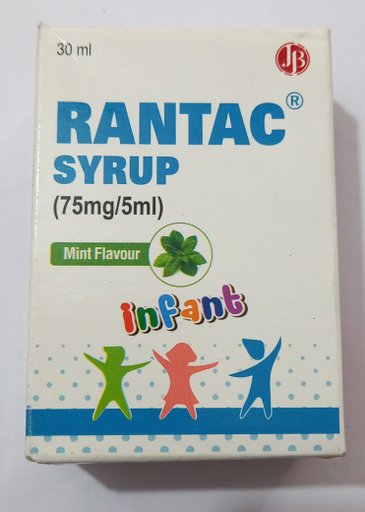 30 ml
JB
RANTAC®
SYRUP
(75mg/5ml)
Mint Flavour
infant